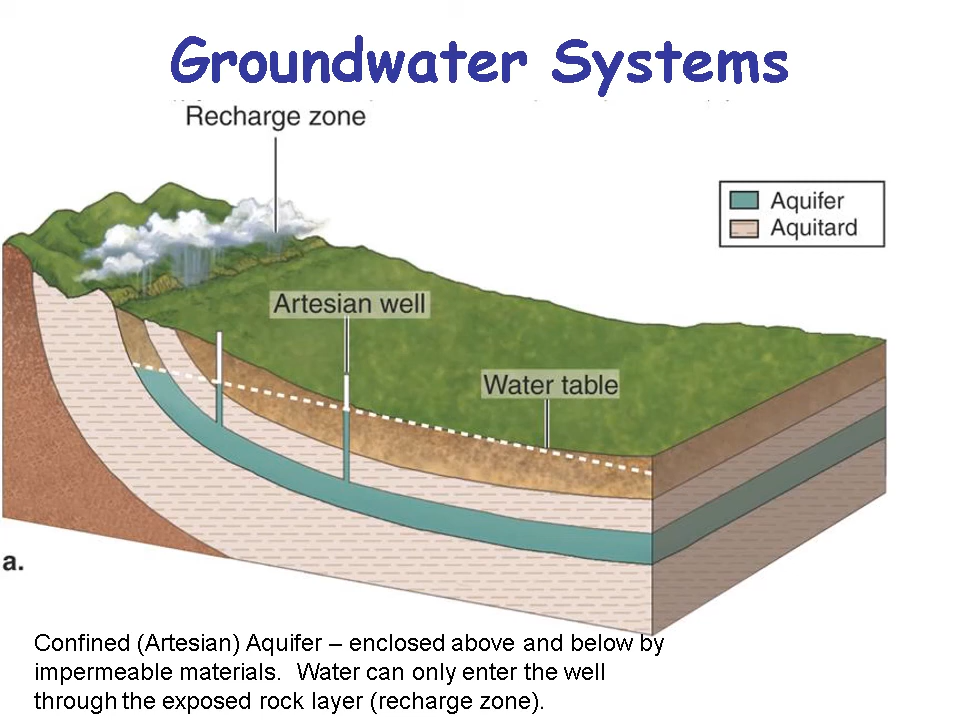 Groundwater Systems
Recharge zone
Aquifer
Aquitard
Artesian well
Water table
a.
Confined (Artesian) Aquifer – enclosed above and below by
impermeable materials.  Water can only enter the well
through the exposed rock layer (recharge zone).